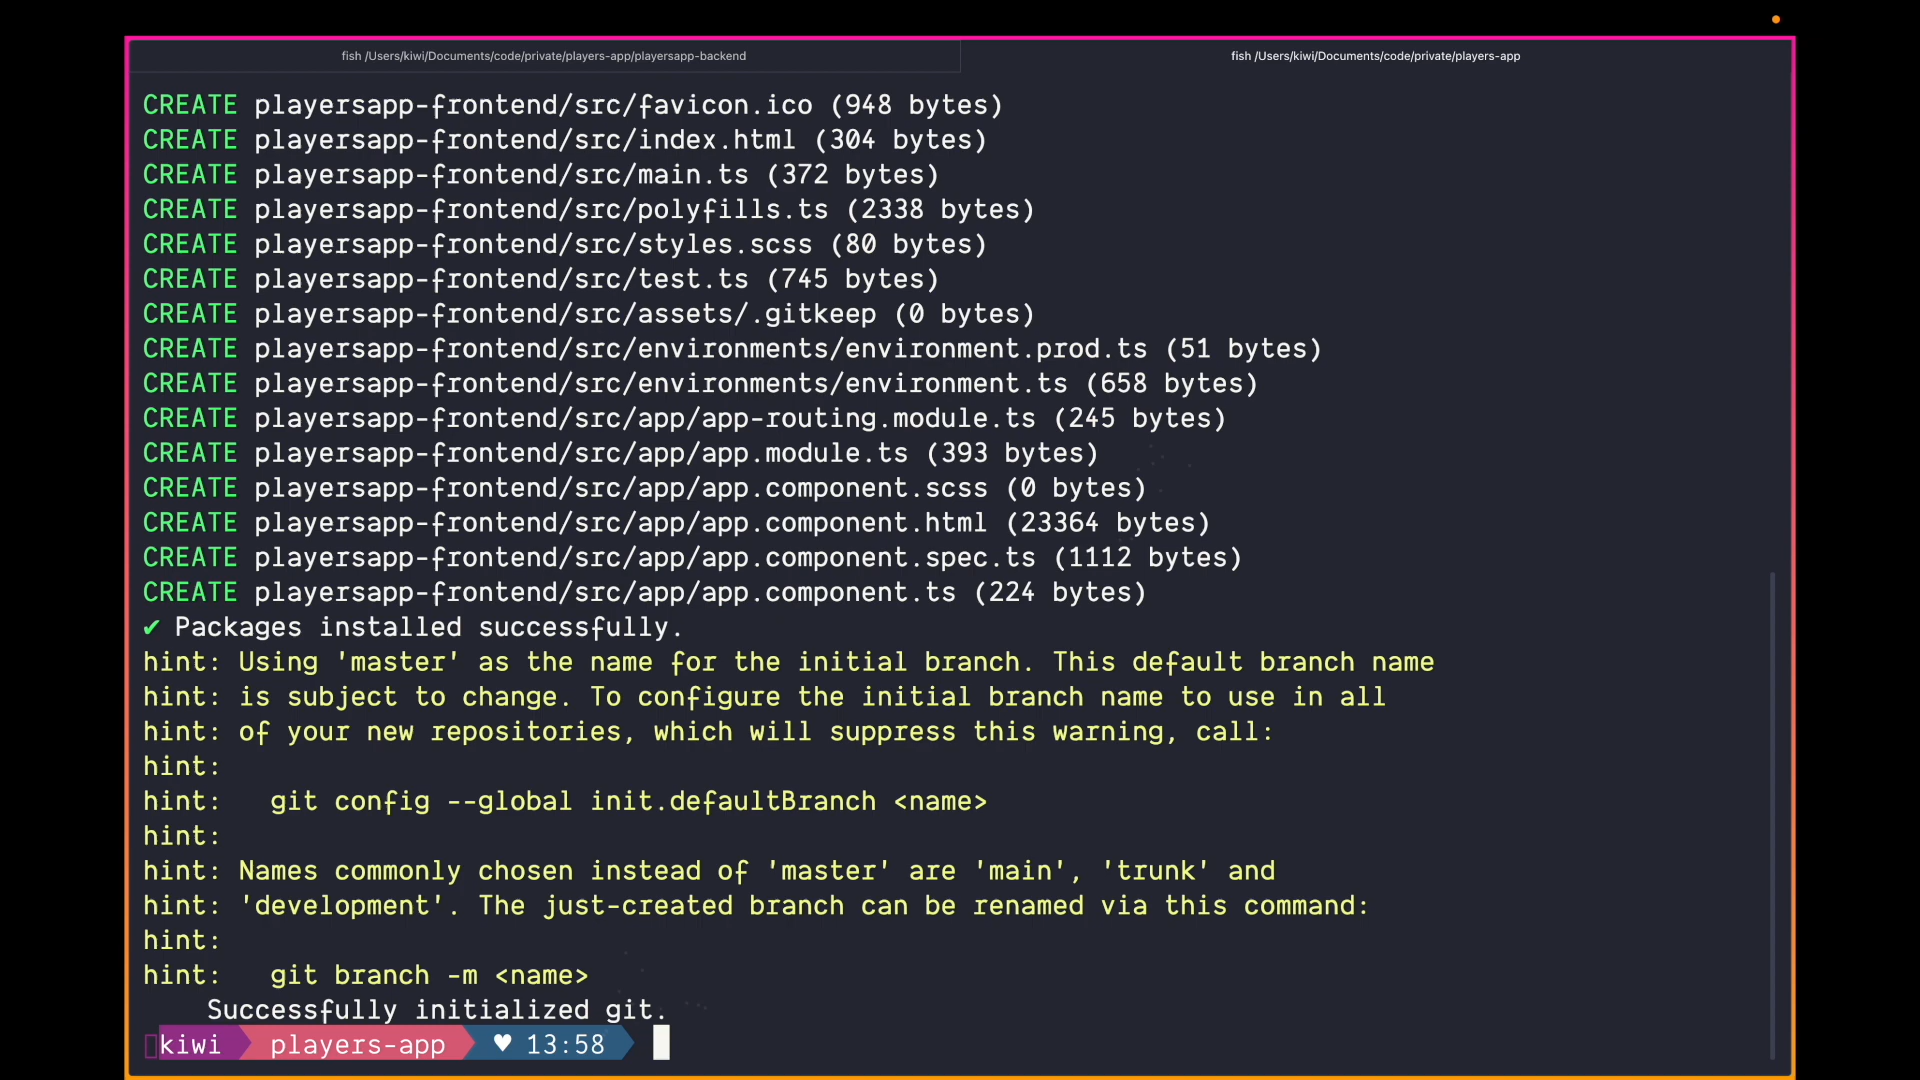 fish /Users/kiwi/Documents/code/private/players-app/playersapp-backend
fish /Users/kiwi/Documents/code/private/players-app
CREATE playersapp-frontend/src/favicon.ico (948 bytes)
CREATE playersapp-frontend/src/index.html (304 bytes)
CREATE playersapp-frontend/src/main.ts (372 bytes)
CREATE playersapp-frontend/src/polyfills.ts (2338 bytes)
CREATE playersapp-frontend/src/styles.scss (80 bytes)
CREATE playersapp-frontend/src/test.ts (745 bytes)
CREATE playersapp-frontend/src/assets/.gitkeep (0 bytes)
CREATE playersapp-frontend/src/environments/environment.prod.ts (51 bytes)
CREATE playersapp-frontend/src/environments/environment.ts (658 bytes)
CREATE playersapp-frontend/src/app/app-routing.module.ts (245 bytes)
CREATE playersapp-frontend/src/app/app.module.ts (393 bytes)
CREATE playersapp-frontend/src/app/app.component.scss (0 bytes)
CREATE playersapp-frontend/src/app/app.component.html (23364 bytes)
CREATE playersapp-frontend/src/app/app.component.spec.ts (1112 bytes)
CREATE playersapp-frontend/src/app/app.component.ts (224 bytes)
✔ Packages installed successfully.
hint: Using 'master' as the name for the initial branch. This default branch name
hint: is subject to change. To configure the initial branch name to use in all
hint: of your new repositories, which will suppress this warning, call:
hint:
hint:   git config --global init.defaultBranch <name>
hint:
hint: Names commonly chosen instead of 'master' are 'main', 'trunk' and
hint: 'development'. The just-created branch can be renamed via this command:
hint:
hint:   git branch -m <name>
    Successfully initialized git.
kiwi players-app ♥ 13:58